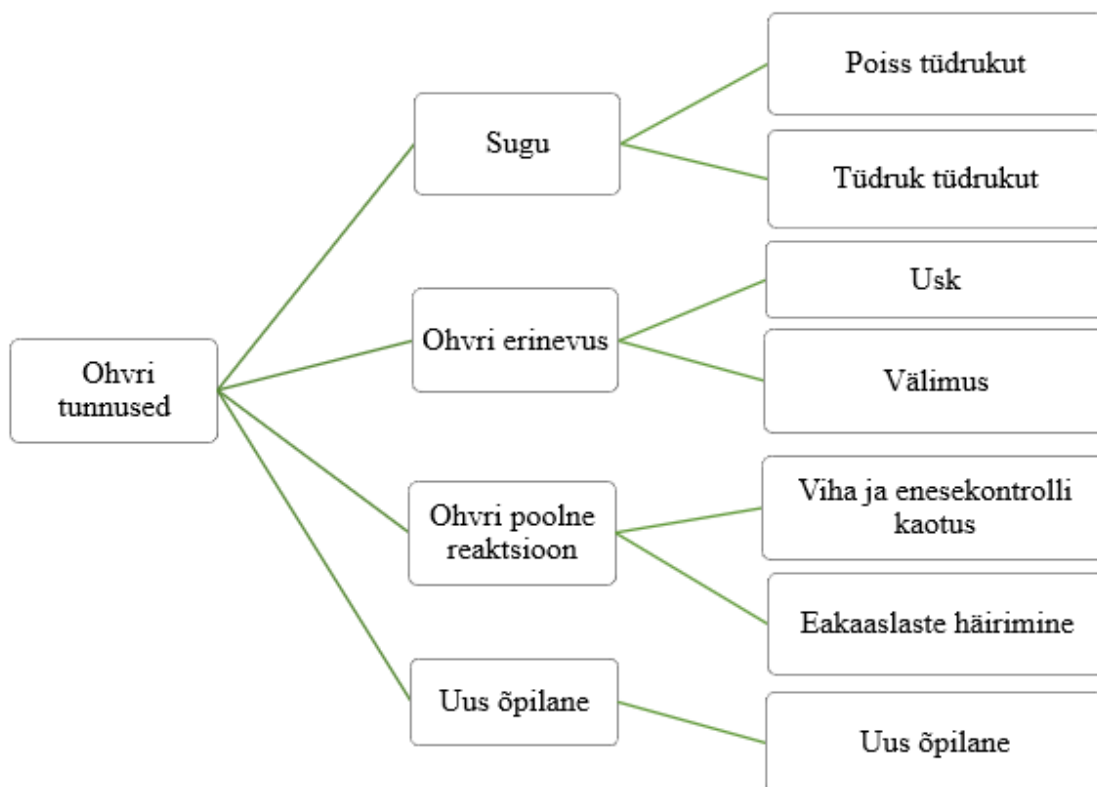 Ohvri
tunnused
Sugu
Poiss tüdrukut
Tüdruk tüdrukut
Ohvri erinevus
Usk
Välimus
Ohvri poolne
reaktsioon
Viha ja enesekontrolli
kaotus
Eakaaslaste häirimine
Uus õpilane
Uus õpilane